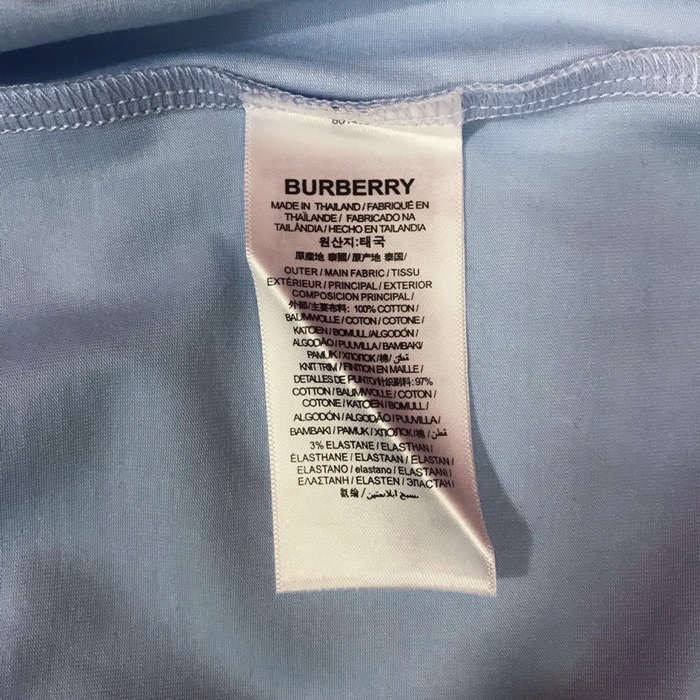 BURBERRY
MADE IN THAILAND / FABRIQUÉ EN
THAÏLANDE / FABRICADO NA
TAILÂNDIA / HECHO EN TAILANDIA
원산지:태국
原産地 泰國/ 原产地 泰国/
OUTER / MAIN FABRIC / TISSU
EXTÉRIEUR / PRINCIPAL / EXTERIOR
COMPOSICION PRINCIPAL /
外部/主要布料: 100% COTTON /
BAUMWOLLE / COTON / COTONE /
KATOEN / BOMULL /ALGODÓN /
ALGODÃO / PUUVILLA / BAMBAKI/
PAMUK / ХЛОПОК /棉/ قطن /
KNIT TRIM / FINITION EN MAILLE /
DETALLES DE PUNTO/针织副料: 97%
COTTON / BAUMWOLLE / COTON /
COTONE / KATOEN / BOMULL /
ALGODÓN / ALGODÃO / PUUVILLA /
BAMBAKI / PAMUK / ХЛОПОК/棉 / قطن /
3% ELASTANE / ELASTHAN /
ÉLASTHANE / ELASTAAN / ELASTAN /
ELASTANO / elastano / ELASTAANI /
ΕΛΑΣΤΑΝΗ / ELASTEN / ЭЛАСТАН /
氨纶 / نسيج ايلاستين /